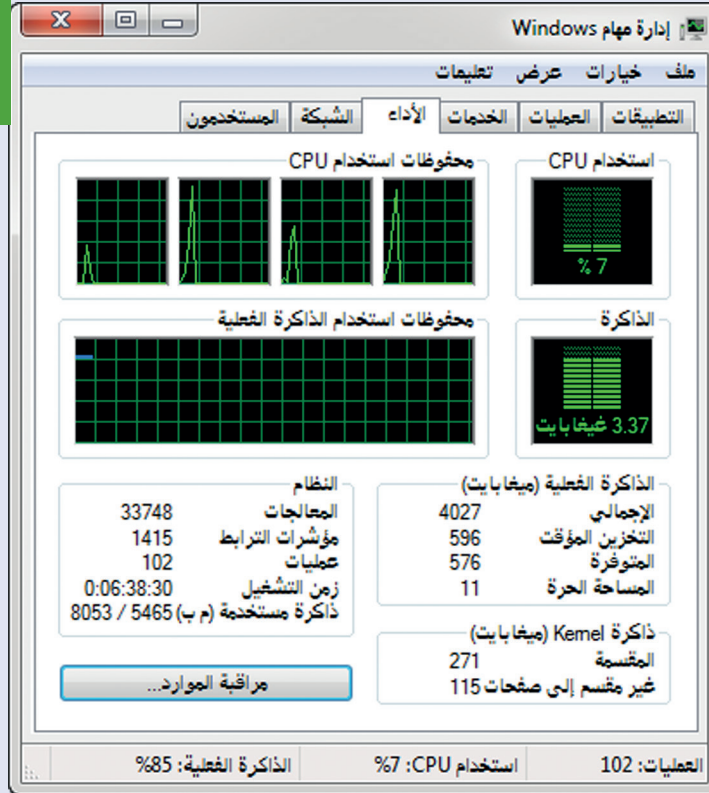 إدارة مهام Windows
ملف خيارات عرض تعليمات
التطبيقات العمليات الخدمات الأداء الشبكة المستخدمون
استخدام CPU
محفوظات استخدام CPU
7 %
الذاكرة
محفوظات استخدام الذاكرة الفعلية
3.37 غيغابايت
الذاكرة الفعلية (ميغابايت)
الإجمالي 4027
التخزين المؤقت 596
المتوفرة 576
المساحة الحرة 11
النظام
المعالجات 33748
مؤشرات الترابط 1415
عمليات 102
زمن التشغيل 0:06:38:30
ذاكرة مستخدمة (م ب) 5465 / 8053
ذاكرة Kernel (ميغابايت)
المقسمة 271
غير مقسم إلى صفحات 115
مراقبة الموارد...
العمليات: 102 استخدام CPU: 7% الذاكرة الفعلية: 85%